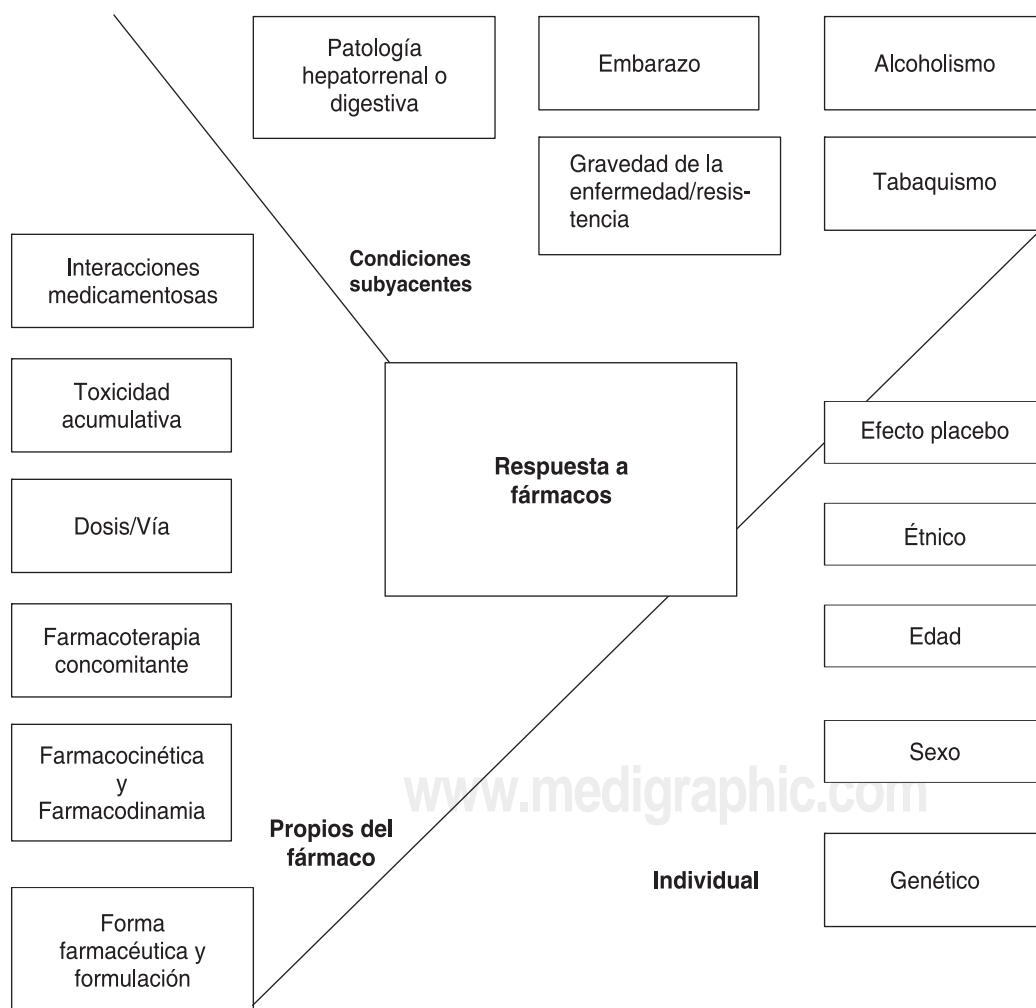 Patología
hepatorrenal o
digestiva
Embarazo
Alcoholismo
Gravedad de la
enfermedad/resis-
tencia
Tabaquismo
Condiciones
subyacentes
Interacciones
medicamentosas
Toxicidad
acumulativa
Dosis/Vía
Farmacoterapia
concomitante
Farmacocinética
y
Farmacodinamia
Forma
farmacéutica y
formulación
Propios del
fármaco
Respuesta a
fármacos
Efecto placebo
Étnico
Edad
Sexo
Genético
Individual
www.medigraphic.com